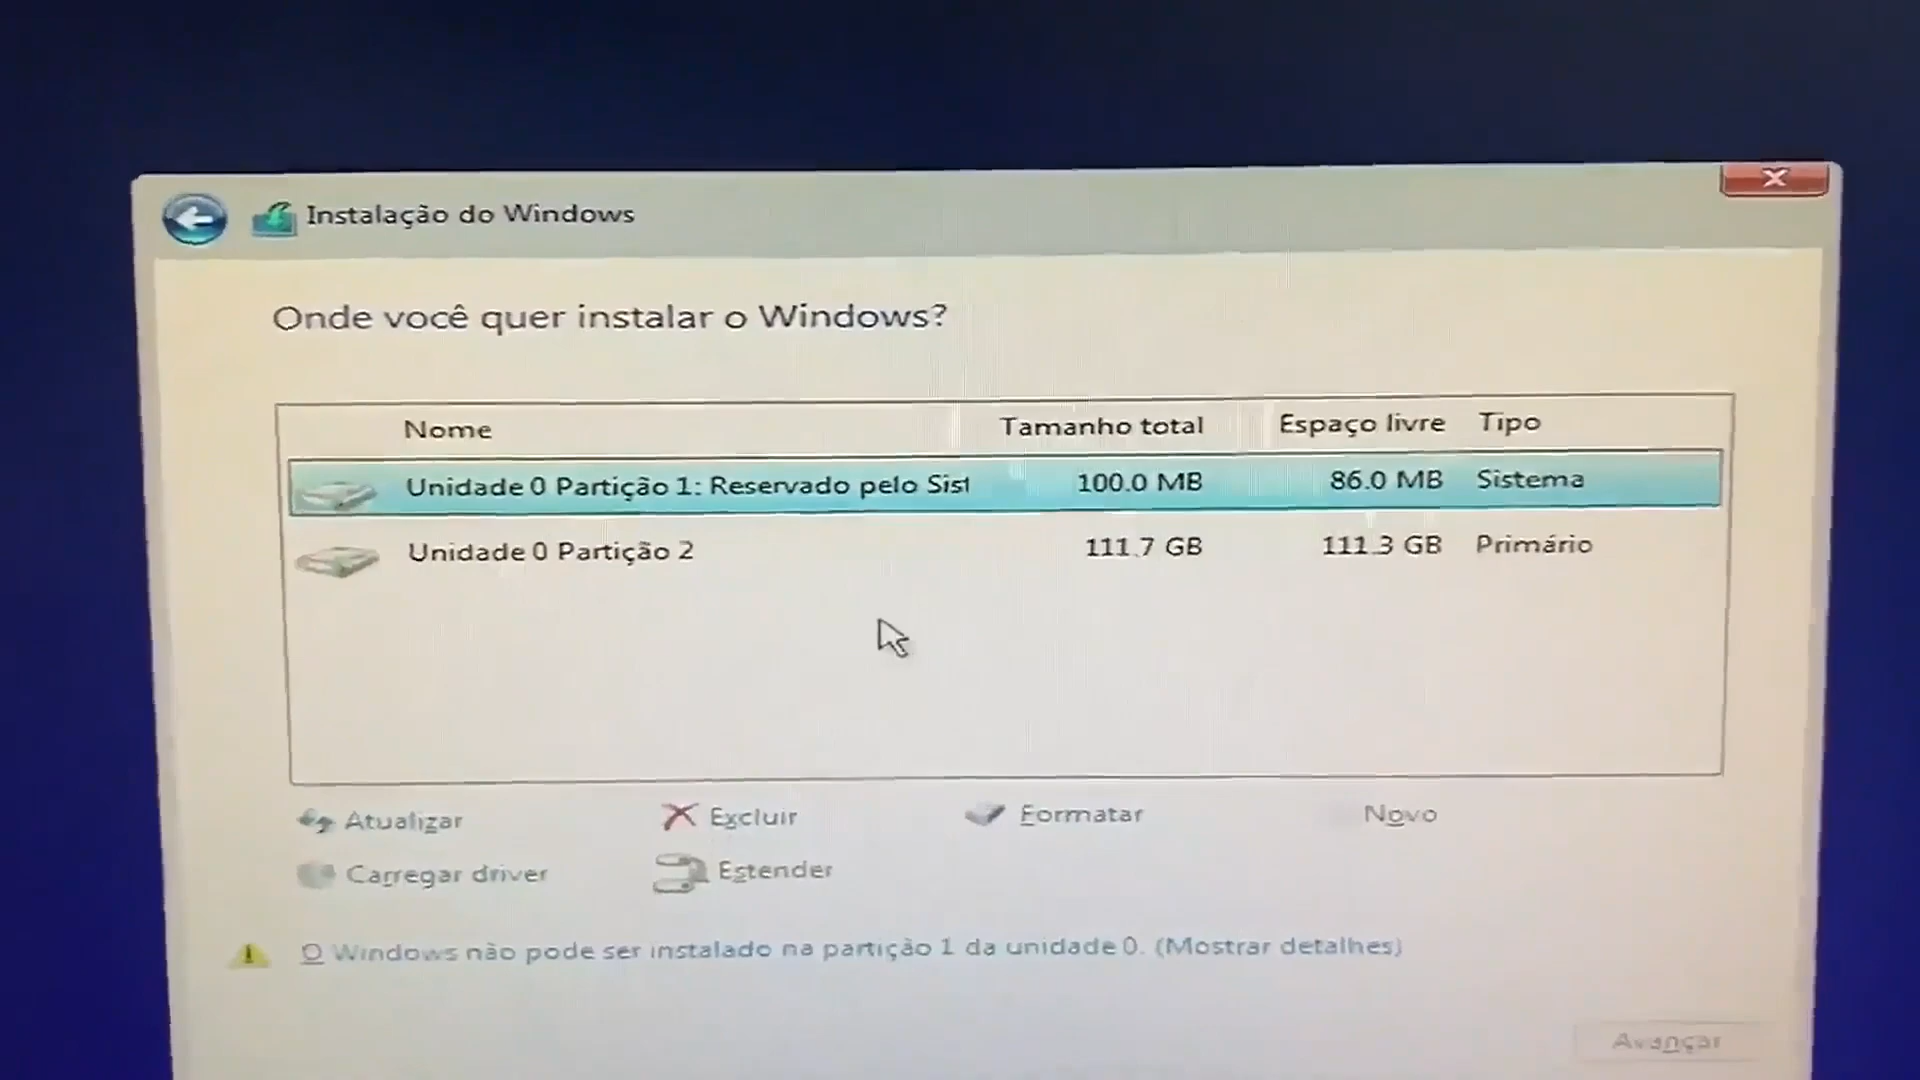 Instalação do Windows
Onde você quer instalar o Windows?
Nome Tamanho total Espaço livre Tipo
Unidade 0 Partição 1: Reservado pelo Sist 100.0 MB 86.0 MB Sistema
Unidade 0 Partição 2 111.7 GB 111.3 GB Primário
Atualizar Excluir Formatar Novo
Carregar driver Estender
O Windows não pode ser instalado na partição 1 da unidade 0. (Mostrar detalhes)
Avançar